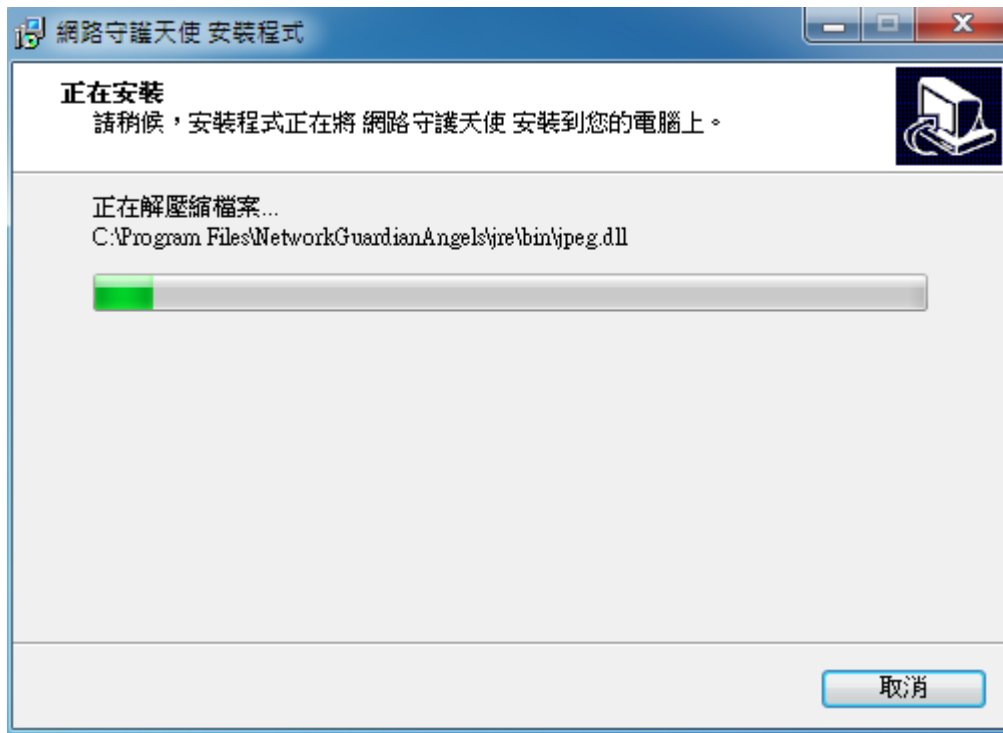 網路守護天使 安裝程式
正在安裝
請稍候，安裝程式正在將 網路守護天使 安裝到您的電腦上。
正在解壓縮檔案...
C:\Program Files\NetworkGuardianAngels\jre\bin\jpeg.dll
取消